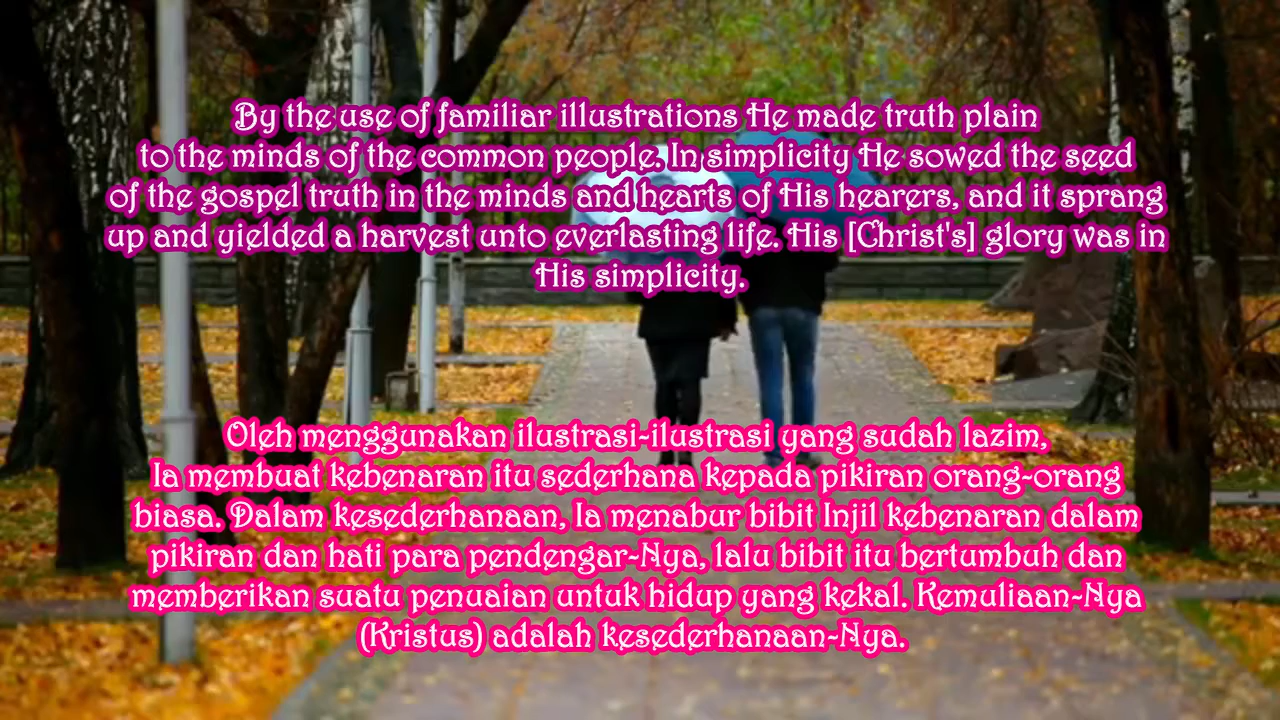 By the use of familiar illustrations He made truth plain
to the minds of the common people. In simplicity He sowed the seed
of the gospel truth in the minds and hearts of His hearers, and it sprang
up and yielded a harvest unto everlasting life. His [Christ's] glory was in
His simplicity.
Oleh menggunakan ilustrasi-ilustrasi yang sudah lazim,
Ia membuat kebenaran itu sederhana kepada pikiran orang-orang
biasa. Dalam kesederhanaan, Ia menabur bibit Injil kebenaran dalam
pikiran dan hati para pendengar-Nya, lalu bibit itu bertumbuh dan
memberikan suatu penuaian untuk hidup yang kekal. Kemuliaan-Nya
(Kristus) adalah kesederhanaan-Nya.